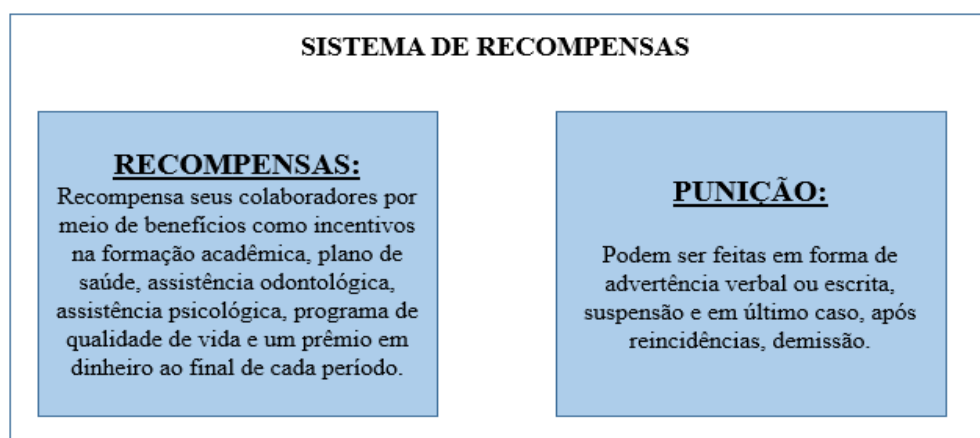 SISTEMA DE RECOMPENSAS
RECOMPENSAS:
Recompensa seus colaboradores por
meio de benefícios como incentivos
na formação acadêmica, plano de
saúde, assistência odontológica,
assistência psicológica, programa de
qualidade de vida e um prêmio em
dinheiro ao final de cada período.
PUNIÇÃO:
Podem ser feitas em forma de
advertência verbal ou escrita,
suspensão e em último caso, após
reincidências, demissão.